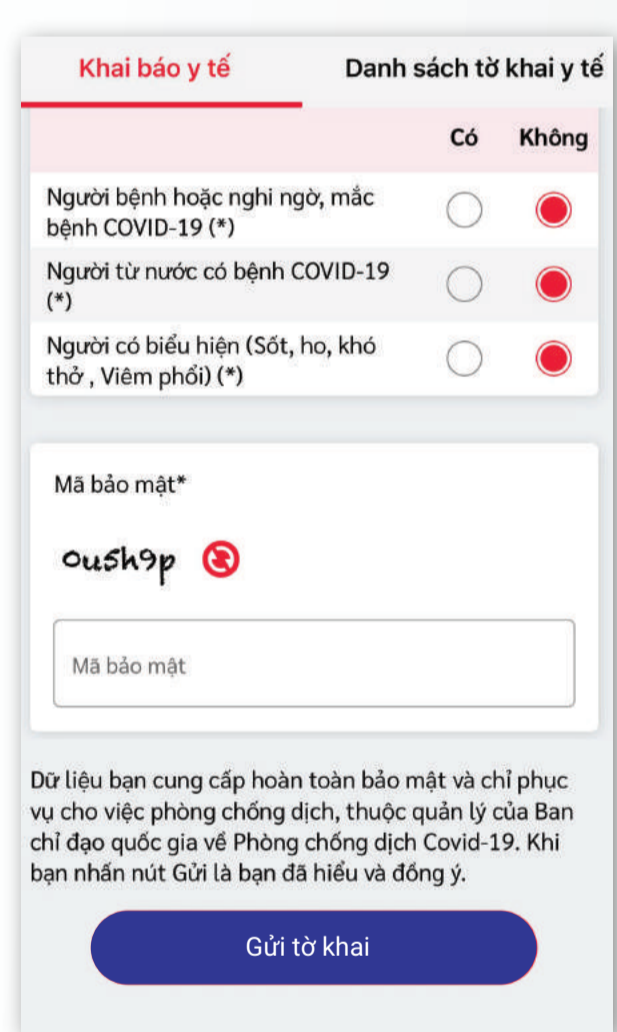 Khai báo y tế
Danh sách tờ khai y tế
Có Không
Người bệnh hoặc nghi ngờ, mắc
bệnh COVID-19 (*)
Người từ nước có bệnh COVID-19
(*)
Người có biểu hiện (Sốt, ho, khó
thở , Viêm phổi) (*)
Mã bảo mật*
ou5h9p
Mã bảo mật
Dữ liệu bạn cung cấp hoàn toàn bảo mật và chỉ phục
vụ cho việc phòng chống dịch, thuộc quản lý của Ban
chỉ đạo quốc gia về Phòng chống dịch Covid-19. Khi
bạn nhấn nút Gửi là bạn đã hiểu và đồng ý.
Gửi tờ khai